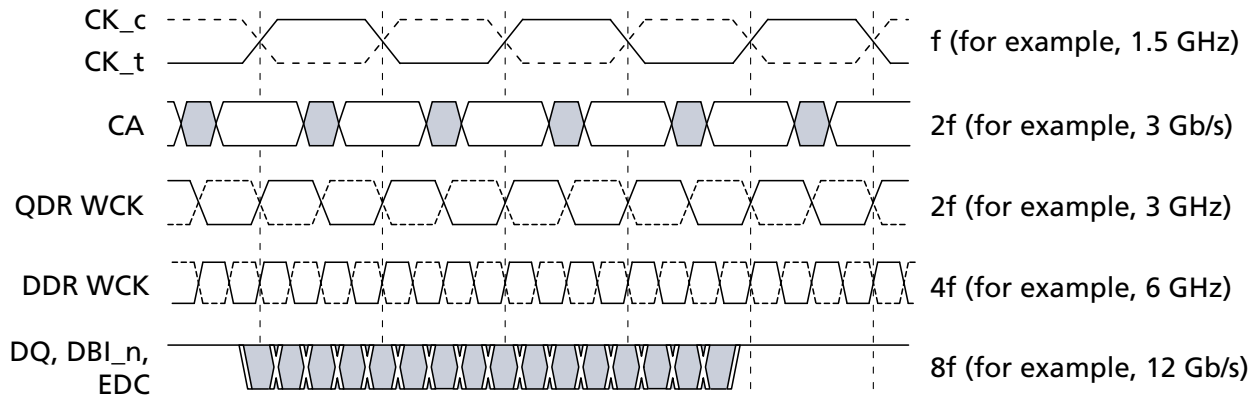 CK_c
CK_t
f (for example, 1.5 GHz)
CA
2f (for example, 3 Gb/s)
QDR WCK
2f (for example, 3 GHz)
DDR WCK
4f (for example, 6 GHz)
DQ, DBI_n,
EDC
8f (for example, 12 Gb/s)